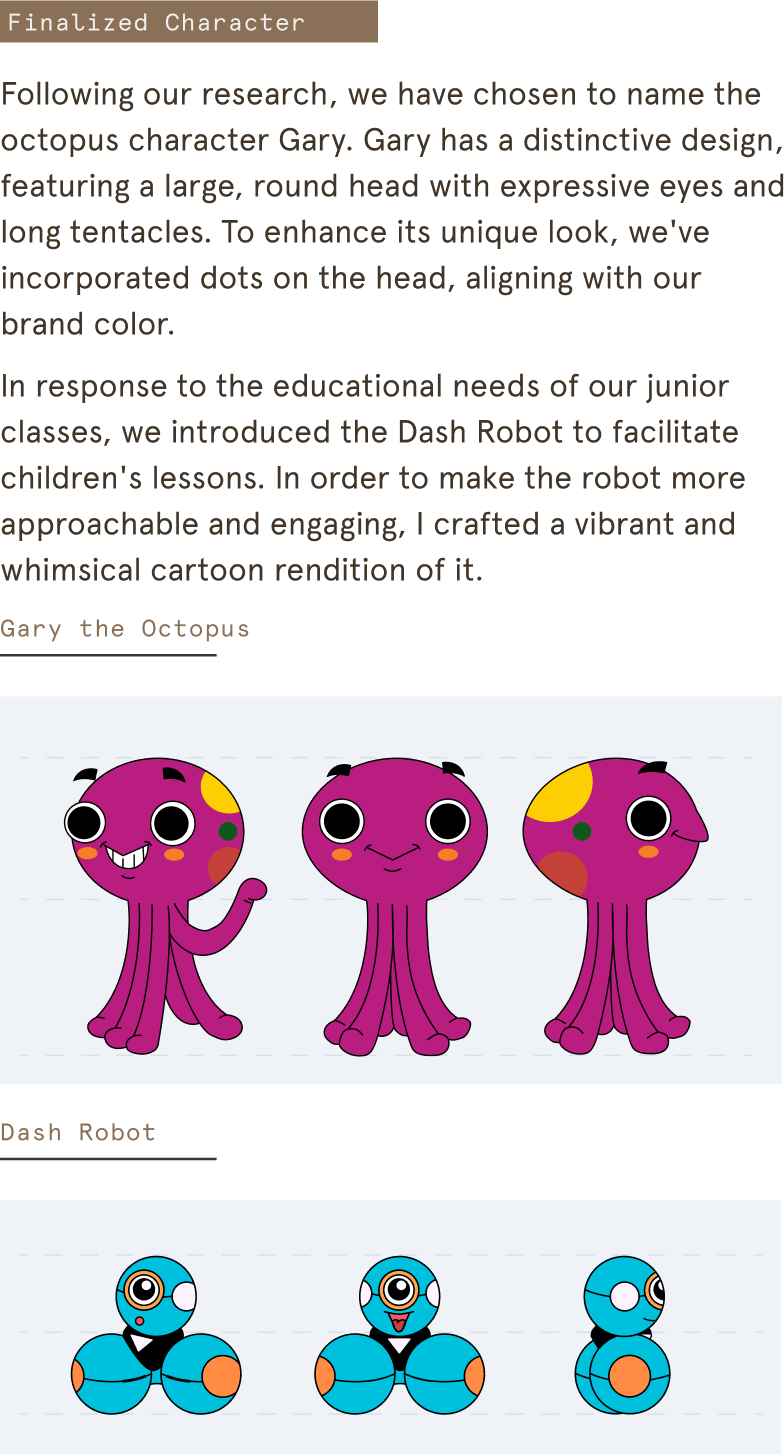 Finalized Character
Following our research, we have chosen to name the
octopus character Gary. Gary has a distinctive design,
featuring a large, round head with expressive eyes and
long tentacles. To enhance its unique look, we've
incorporated dots on the head, aligning with our
brand color.
In response to the educational needs of our junior
classes, we introduced the Dash Robot to facilitate
children's lessons. In order to make the robot more
approachable and engaging, I crafted a vibrant and
whimsical cartoon rendition of it.
Gary the Octopus
Dash Robot